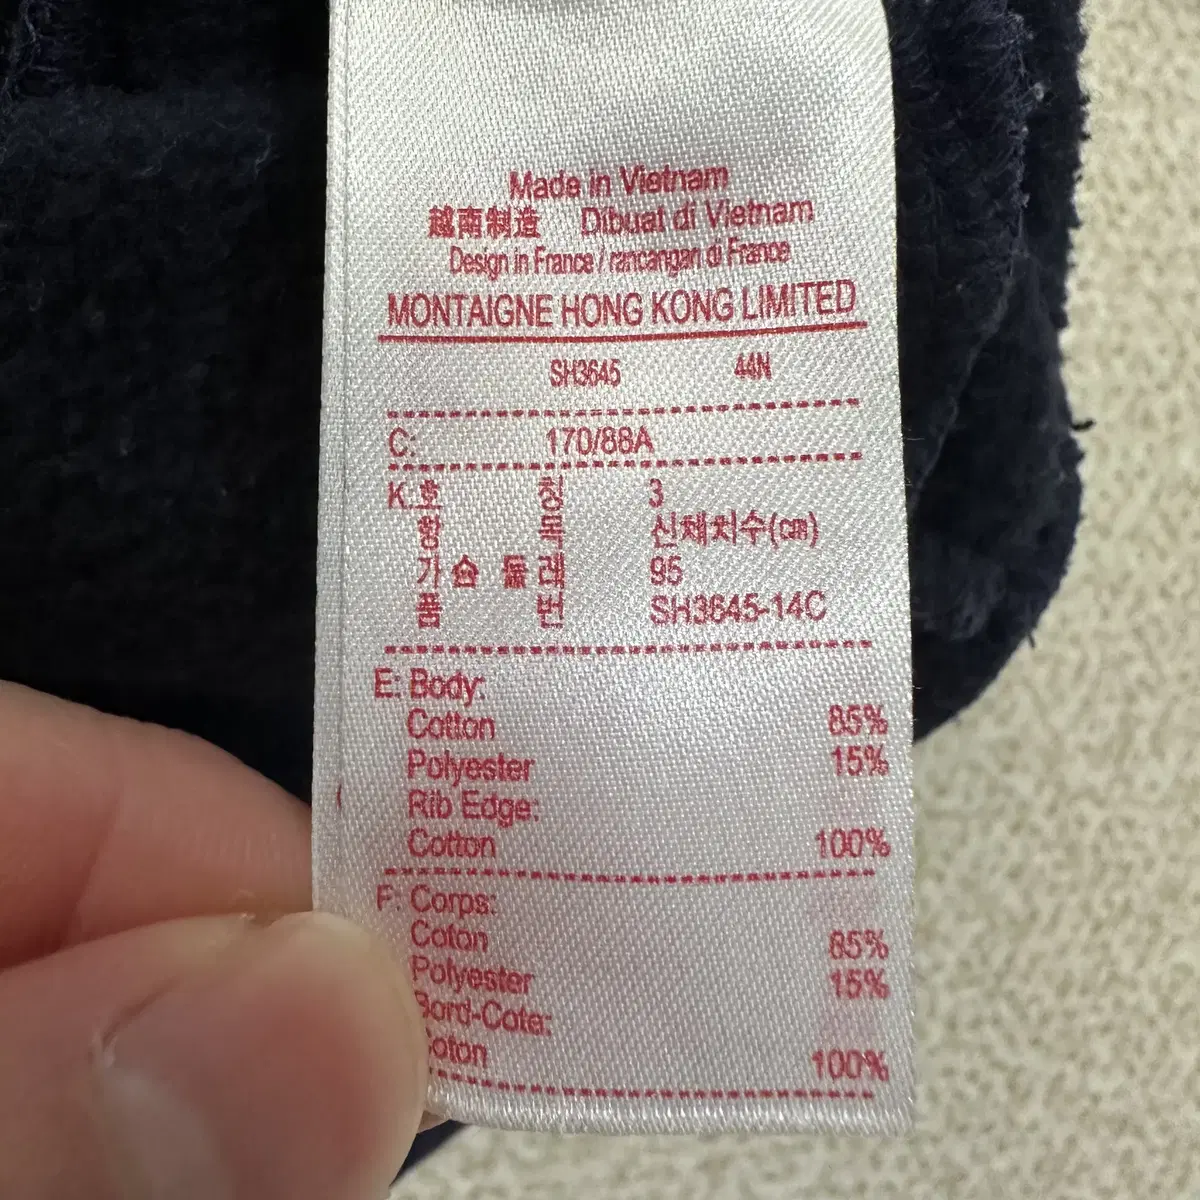 Made in Vietnam
越南制造 Dibuat di Vietnam
Design in France / rancangan di France
MONTAIGNE HONG KONG LIMITED
SH3645 44N
C: 170/88A
K. 호 칭 3
항 목 신체치수(cm)
가 슴 둘 레 95
품 번 SH3645-14C
E: Body:
Cotton 85%
Polyester 15%
Rib Edge:
Cotton 100%
F: Corps:
Coton 85%
Polyester 15%
Bord-Cote:
Coton 100%